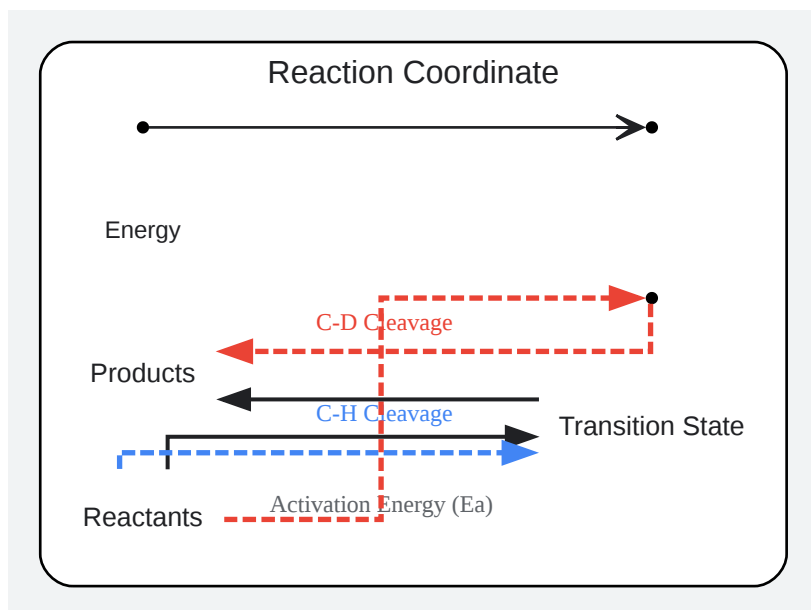 Reaction Coordinate
Energy
C-D Cleavage
Products
C-H Cleavage
Transition State
Activation Energy (Ea)
Reactants